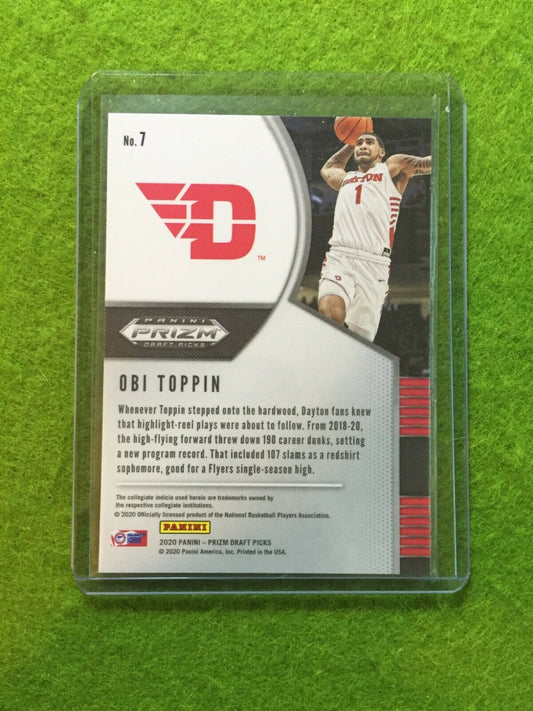 No. 7
D
TM
DAYTON
1
PANINI
PRIZM
DRAFT PICKS
OBI TOPPIN
Whenever Toppin stepped onto the hardwood, Dayton fans knew
that highlight-reel plays were about to follow. From 2018-20,
the high-flying forward threw down 190 career dunks, setting
a new program record. That included 107 slams as a redshirt
sophomore, good for a Flyers single-season high.
The collegiate indicia used herein are trademarks owned by
the respective collegiate institutions.
© 2020 Officially licensed product of the National Basketball Players Association.
PANINI
2020 PANINI – PRIZM DRAFT PICKS
© 2020 Panini America, Inc. Printed in the USA.